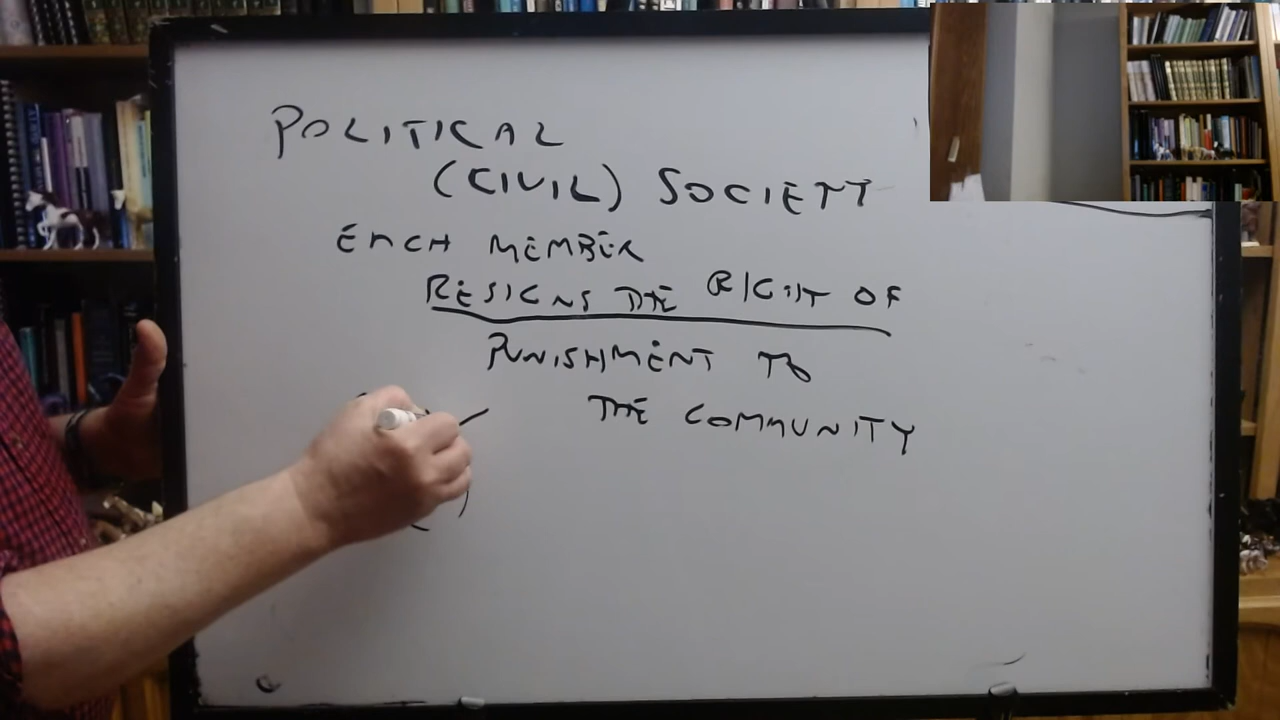 POLITICAL
(CIVIL) SOCIETY
EACH MEMBER
RESIGNS THE RIGHT OF
PUNISHMENT TO
THE COMMUNITY